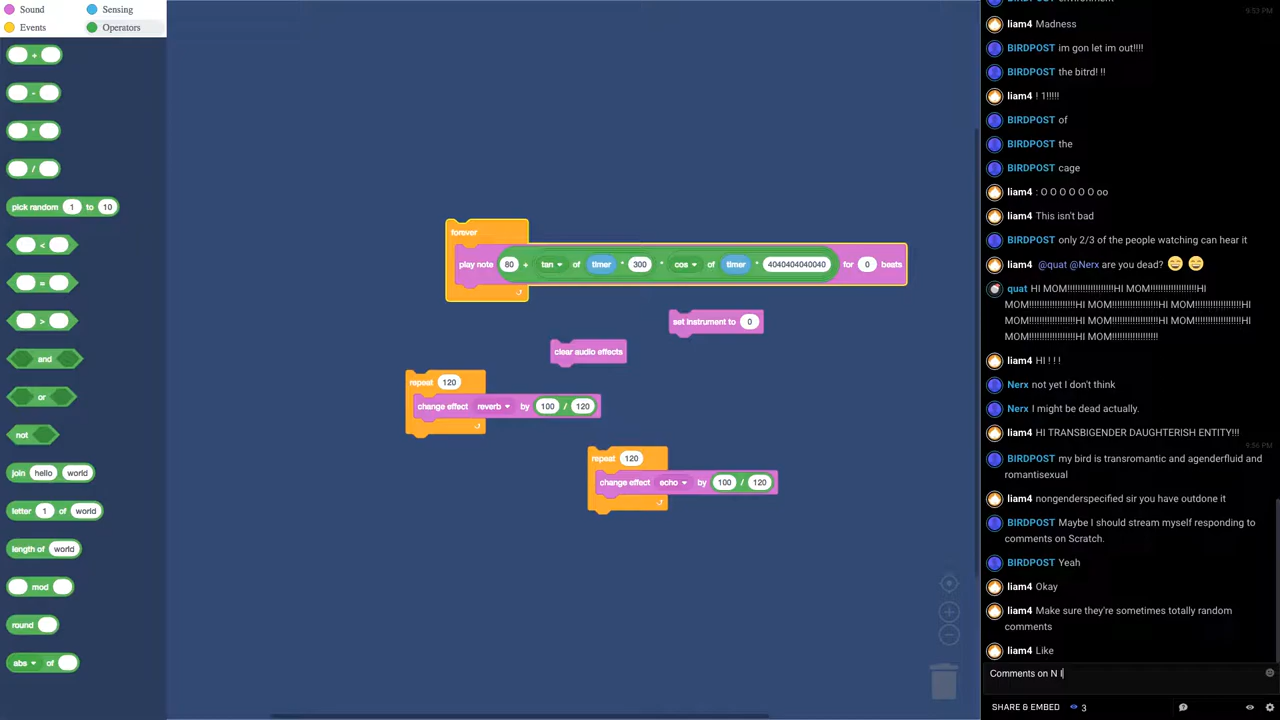 Sound
Sensing
Events
Operators
+
-
*
/
pick random 1 to 10
<
=
>
and
or
not
join hello world
letter 1 of world
length of world
mod
round
abs of
forever
play note 80 + tan of timer * 300 * cos of timer * 4040404040040 for 0 beats
set instrument to 0
clear audio effects
repeat 120
change effect reverb by 100 / 120
repeat 120
change effect echo by 100 / 120
environment
9:53 PM
liam4 Madness
BIRDPOST im gon let im out!!!!
BIRDPOST the bitrd! !!
liam4 ! 1!!!!!
BIRDPOST of
BIRDPOST the
BIRDPOST cage
liam4 : O O O O O O oo
liam4 This isn't bad
BIRDPOST only 2/3 of the people watching can hear it
liam4 @quat @Nerx are you dead?
quat HI MOM!!!!!!!!!!!!!!!!!!!HI MOM!!!!!!!!!!!!!!!!!!!HI
MOM!!!!!!!!!!!!!!!!!!!HI MOM!!!!!!!!!!!!!!!!!!!HI MOM!!!!!!!!!!!!!!!!!!!HI
MOM!!!!!!!!!!!!!!!!!!!HI MOM!!!!!!!!!!!!!!!!!!!HI MOM!!!!!!!!!!!!!!!!!!!HI
MOM!!!!!!!!!!!!!!!!!!!HI MOM!!!!!!!!!!!!!!!!!!!
liam4 HI ! ! !
Nerx not yet I don't think
Nerx I might be dead actually.
liam4 HI TRANSBIGENDER DAUGHTERISH ENTITY!!!
9:56 PM
BIRDPOST my bird is transromantic and agenderfluid and
romantisexual
liam4 nongenderspecified sir you have outdone it
BIRDPOST Maybe I should stream myself responding to
comments on Scratch.
BIRDPOST Yeah
liam4 Okay
liam4 Make sure they're sometimes totally random
comments
liam4 Like
Comments on N I
SHARE & EMBED
3